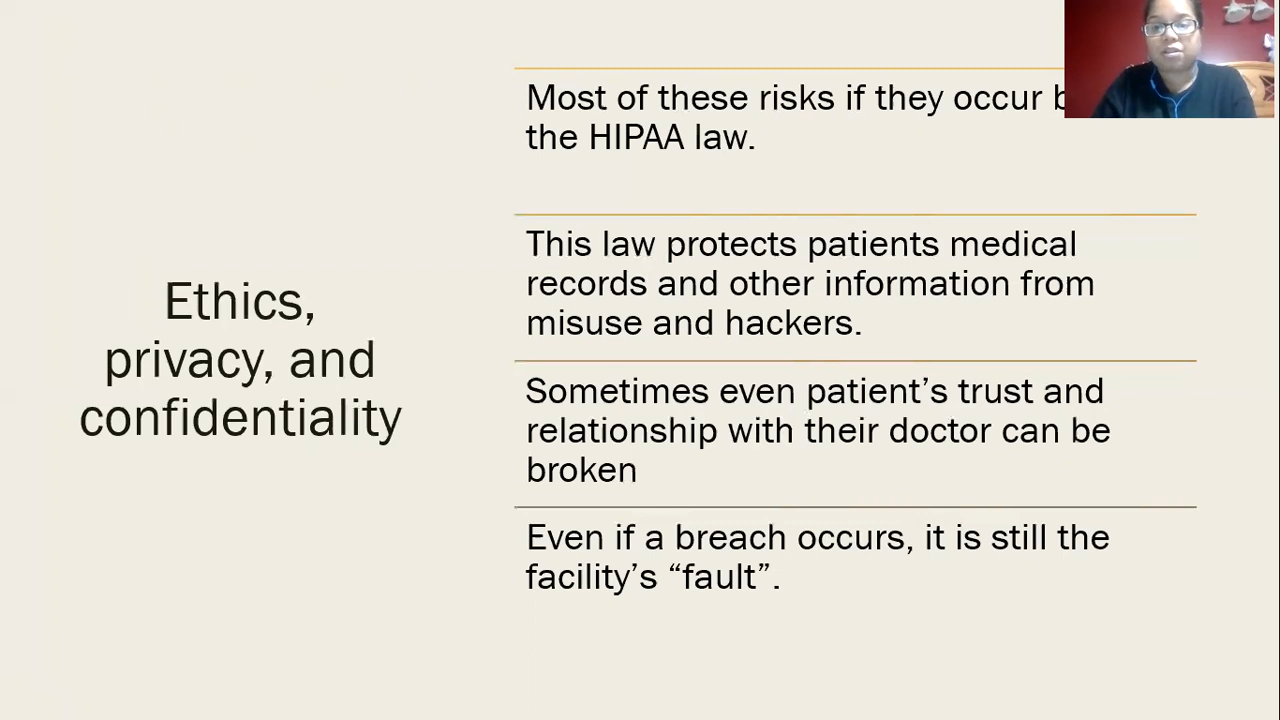 Ethics,
privacy, and
confidentiality
Most of these risks if they occur
the HIPAA law.
This law protects patients medical
records and other information from
misuse and hackers.
Sometimes even patient’s trust and
relationship with their doctor can be
broken
Even if a breach occurs, it is still the
facility’s “fault”.